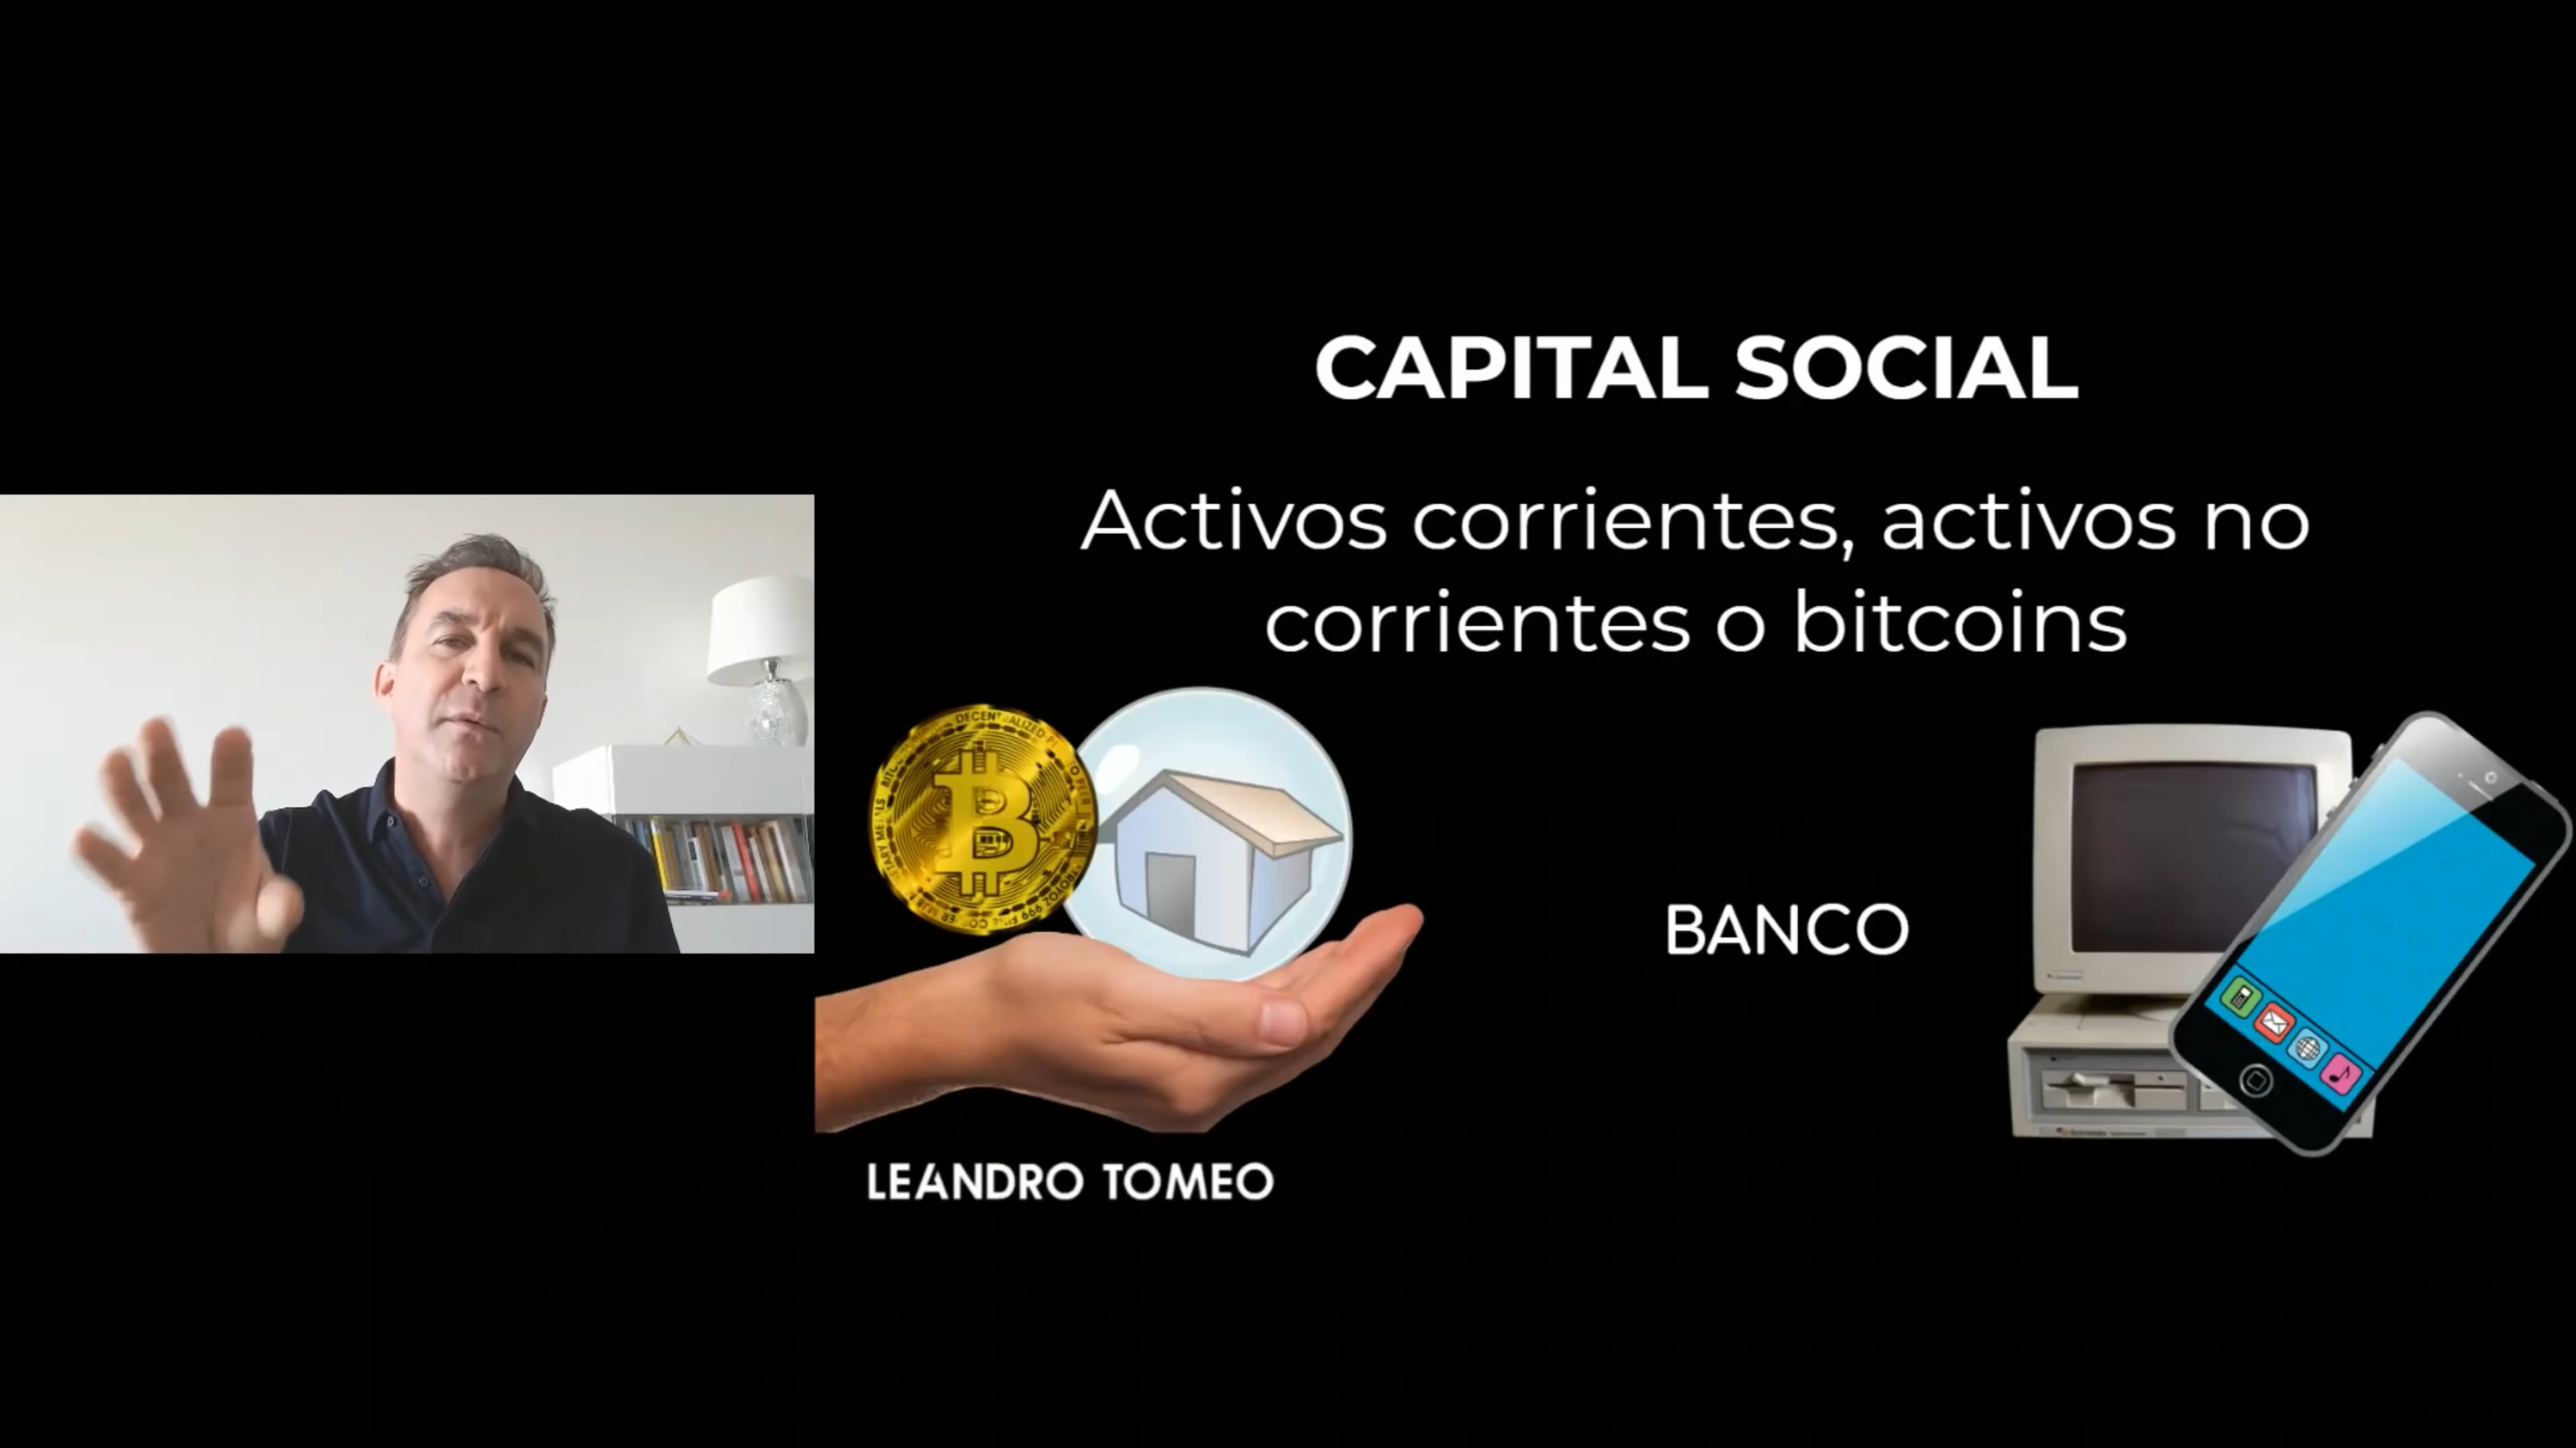 CAPITAL SOCIAL
Activos corrientes, activos no
corrientes o bitcoins
BANCO
LEANDRO TOMEO